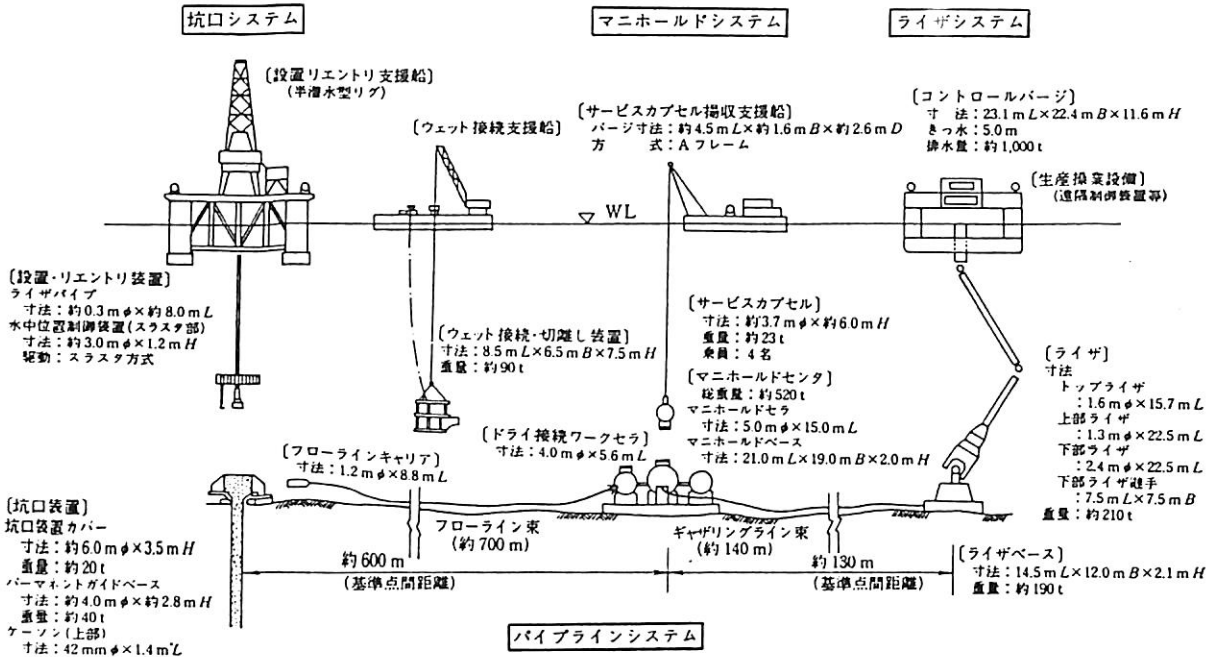 坑口システム
マニホールドシステム
ライザシステム
〔設置リエントリ支援船〕
(半潜水型リグ)
〔ウェット接続支援船〕
〔サービスカプセル揚収支援船〕
バージ寸法:約4.5mL×約1.6mB×約2.6mD
方　式:Aフレーム
〔コントロールバージ〕
寸　法:23.1mL×22.4mB×11.6mH
きっ水:5.0m
排水量:約1,000t
〔生産操業設備〕
(遠隔制御装置等)
WL
〔設置・リエントリ装置〕
ライザパイプ
寸法:約0.3mφ×約8.0mL
水中位置制御装置(スラスタ部)
寸法:約3.0mφ×1.2mH
駆動:スラスタ方式
〔ウェット接続・切離し装置〕
寸法:8.5mL×6.5mB×7.5mH
重量:約90t
〔サービスカプセル〕
寸法:約3.7mφ×約6.0mH
重量:約23t
乗員:4名
〔マニホールドセンタ〕
総重量:約520t
マニホールドセラ
寸法:5.0mφ×15.0mL
マニホールドベース
寸法:21.0mL×19.0mB×2.0mH
〔ライザ〕
寸法
トップライザ
:1.6mφ×15.7mL
上部ライザ
:1.3mφ×22.5mL
下部ライザ
:2.4mφ×22.5mL
下部ライザ継手
:7.5mL×7.5mB
重量:約210t
〔ドライ接続ワークセラ〕
寸法:4.0mφ×5.6mL
〔フローラインキャリア〕
寸法:1.2mφ×8.8mL
〔坑口装置〕
坑口装置カバー
寸法:約6.0mφ×3.5mH
重量:約20t
パーマネントガイドベース
寸法:約4.0mφ×約2.8mH
重量:約40t
ケーソン(上部)
寸法:42mmφ×1.4mL
フローライン束
(約700m)
ギャザリングライン束
(約140m)
約600m
(基準点間距離)
約130m
(基準点間距離)
〔ライザベース〕
寸法:14.5mL×12.0mB×2.1mH
重量:約190t
パイプラインシステム